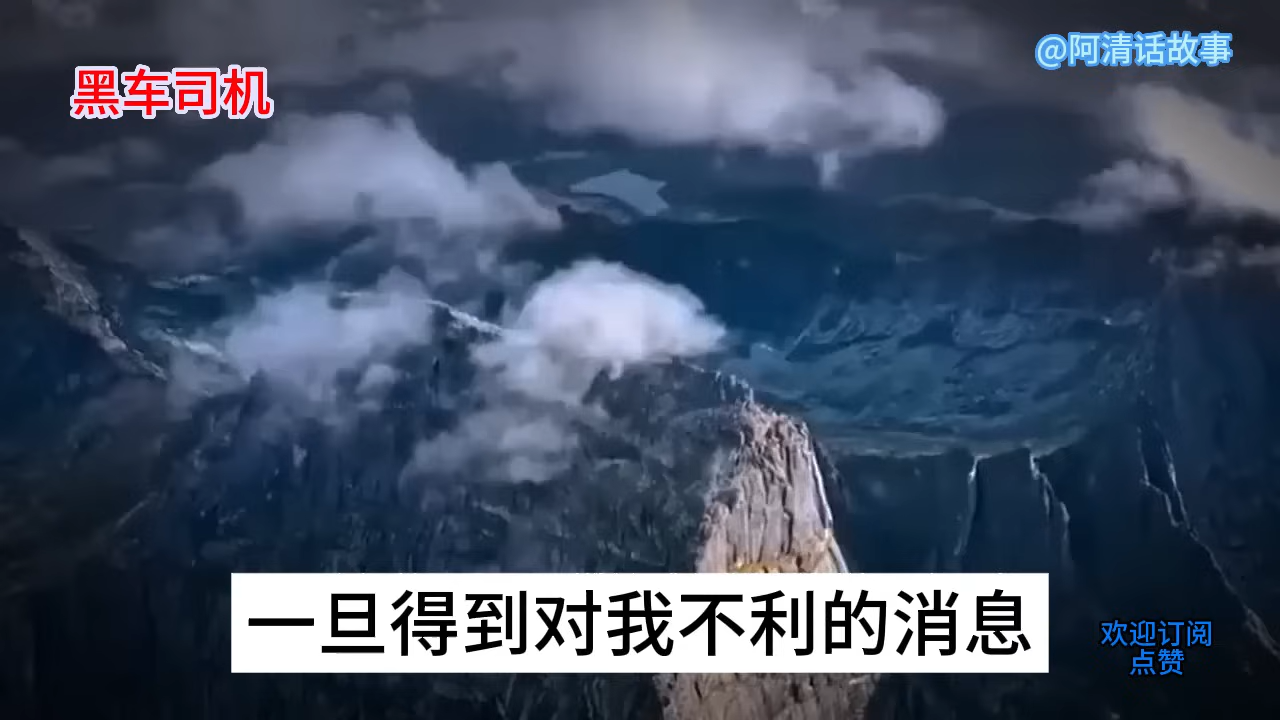 @阿清话故事
黑车司机
一旦得到对我不利的消息
欢迎订阅
点赞